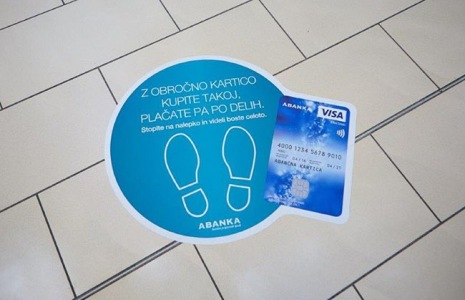 Z OBROČNO KARTICO
KUPITE TAKOJ,
PLAČATE PA PO DELIH.
Stopite na nalepko in videli boste celoto.
ABANKA
ABANKA
VISA
4000 1234 5678 9010
OBROČNA KARTICA